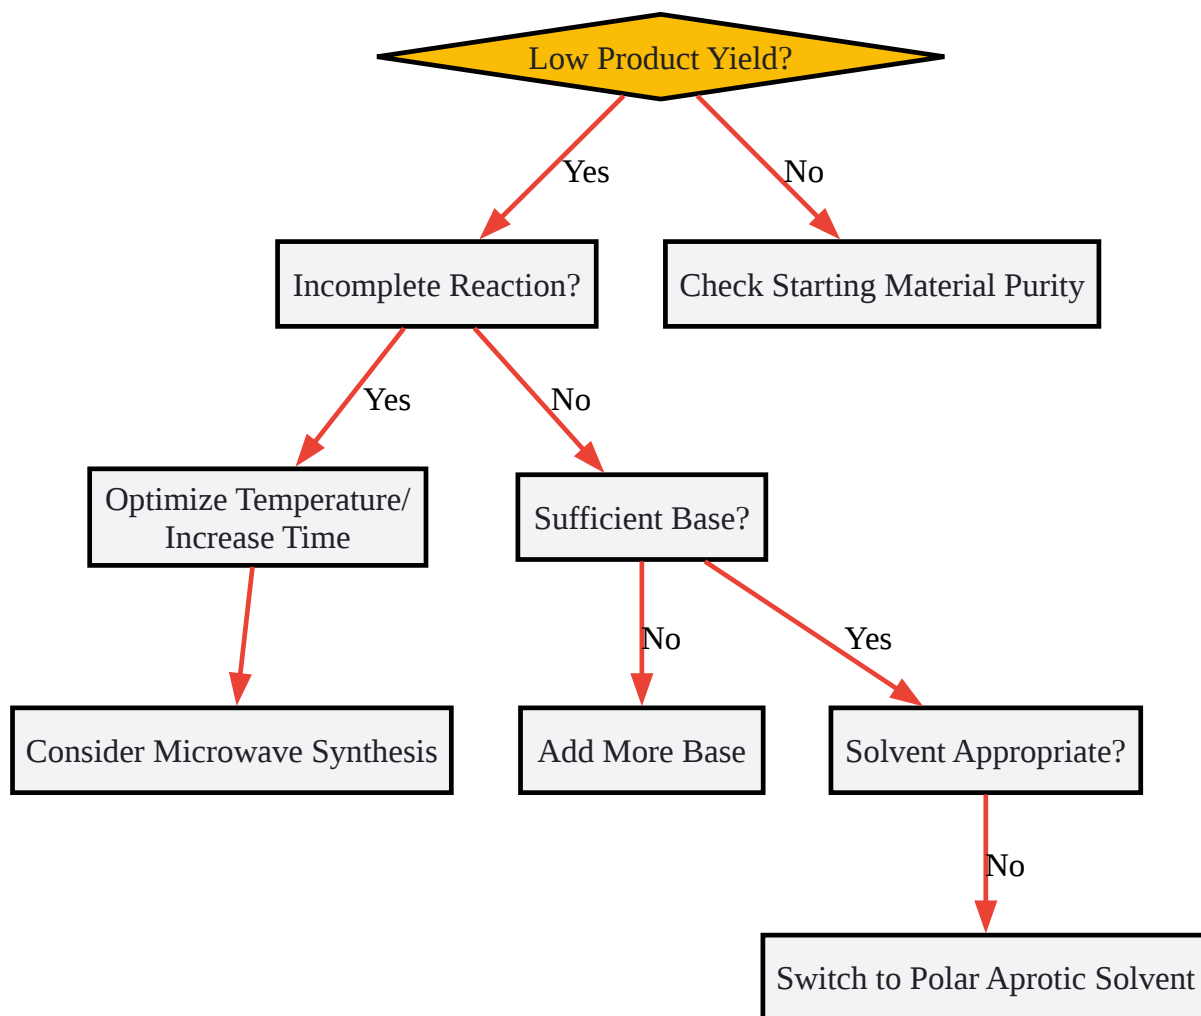 Low Product Yield?
Yes
No
Incomplete Reaction?
Check Starting Material Purity
Yes
No
Optimize Temperature/
Increase Time
Sufficient Base?
No
Yes
Consider Microwave Synthesis
Add More Base
Solvent Appropriate?
No
Switch to Polar Aprotic Solvent